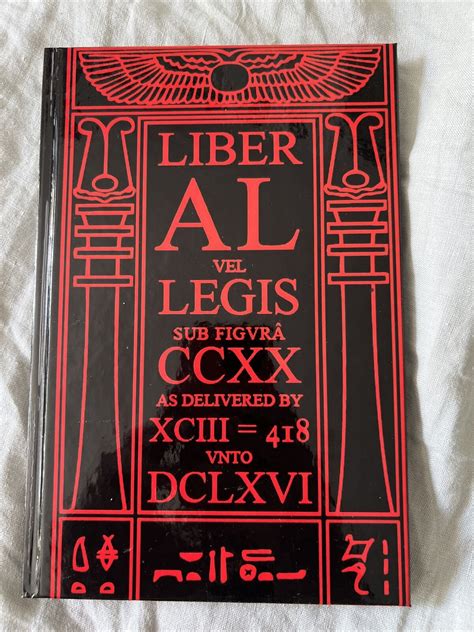 LIBER
AL
VEL
LEGIS
SUB FIGVRÂ
CCXX
AS DELIVERED BY
XCIII = 418
VNTO
DCLXVI